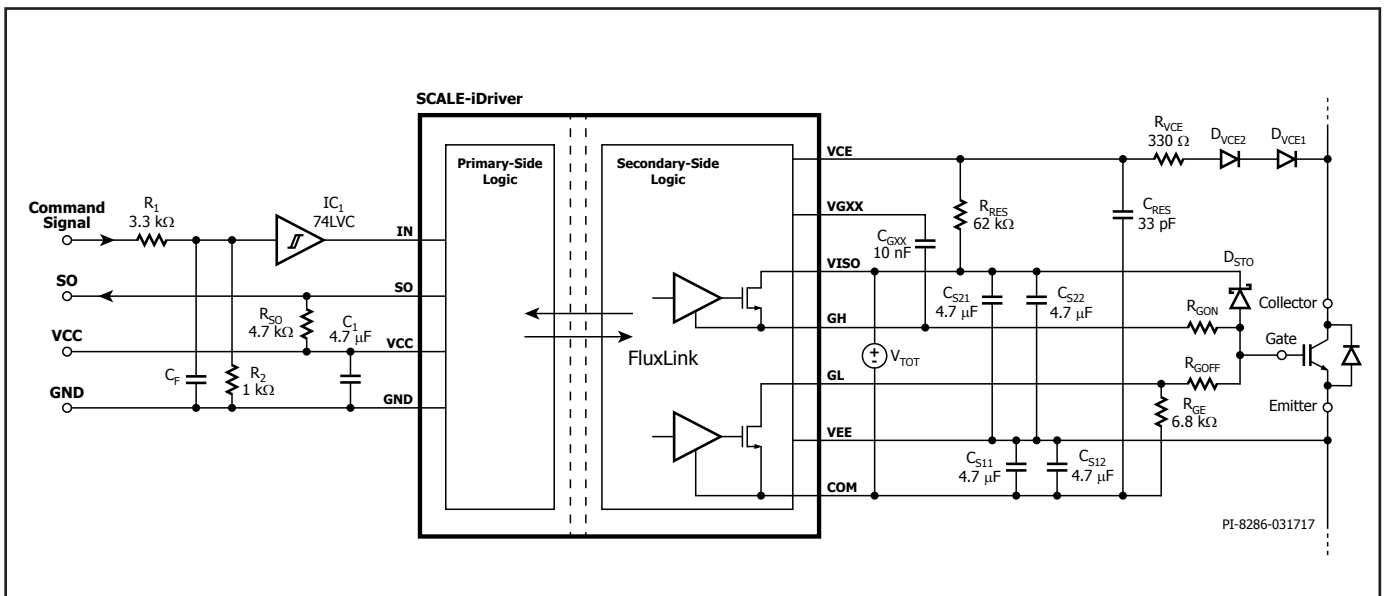 SCALE-iDriver
Primary-Side
Logic
Secondary-Side
Logic
FluxLink
Command
Signal
SO
VCC
GND
R1
3.3 kΩ
IC1
74LVC
RSO
4.7 kΩ
C1
4.7 µF
CF
R2
1 kΩ
IN
SO
VCC
GND
VCE
VGXX
VISO
GH
GL
VEE
COM
RVCE
330 Ω
DVCE2
DVCE1
RRES
62 kΩ
CRES
33 pF
CGXX
10 nF
DSTO
CS21
4.7 µF
CS22
4.7 µF
RGON
Collector
Gate
VTOT
RGOFF
RGE
6.8 kΩ
Emitter
CS11
4.7 µF
CS12
4.7 µF
PI-8286-031717